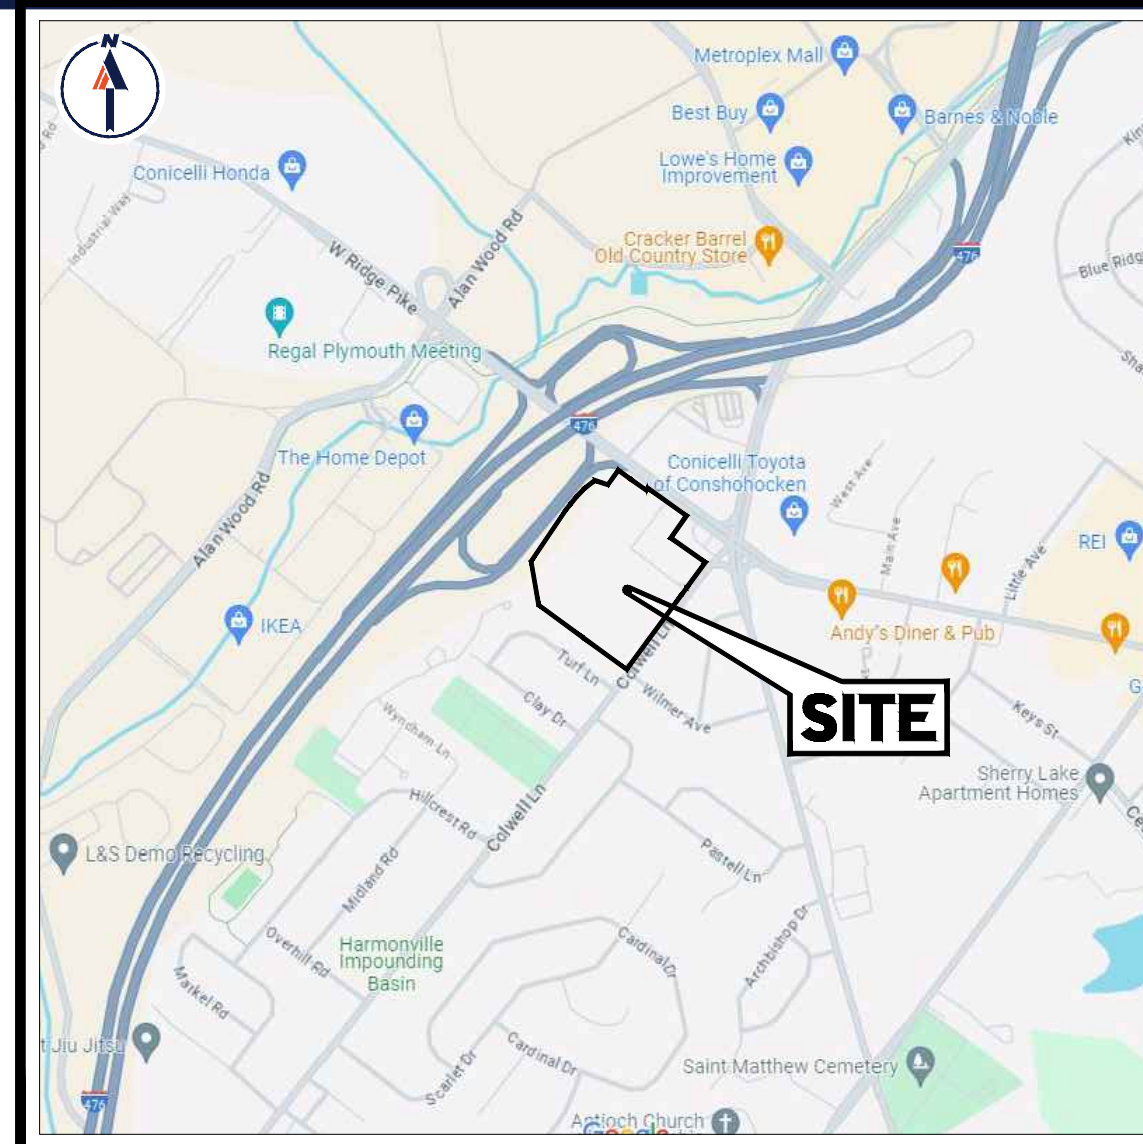 N
Metroplex Mall
Best Buy
Barnes & Noble
Conicelli Honda
Lowe's Home
Improvement
Industrial Way
Alan Wood Rd
Cracker Barrel
Old Country Store
476
W Ridge Pike
Blue Ridg
Regal Plymouth Meeting
476
The Home Depot
Conicelli Toyota
of Conshohocken
West Ave
Alan Wood Rd
Main Ave
REI
Little Ave
IKEA
Andy's Diner & Pub
Colwell Ln
Turf Ln
Wilmer Ave
SITE
Clay Dr
Wyndham Ln
Keys St
G
Sherry Lake
Apartment Homes
Hillcrest Rd
Colwell Ln
L&S Demo Recycling
Pastell Ln
Midland Rd
Overhill Rd
Harmonville
Impounding
Basin
Cardinal Dr
Archbishop Dr
Markel Rd
t Jiu Jitsu
Cardinal Dr
Scarlet Dr
Saint Matthew Cemetery
476
Antioch Church
Google